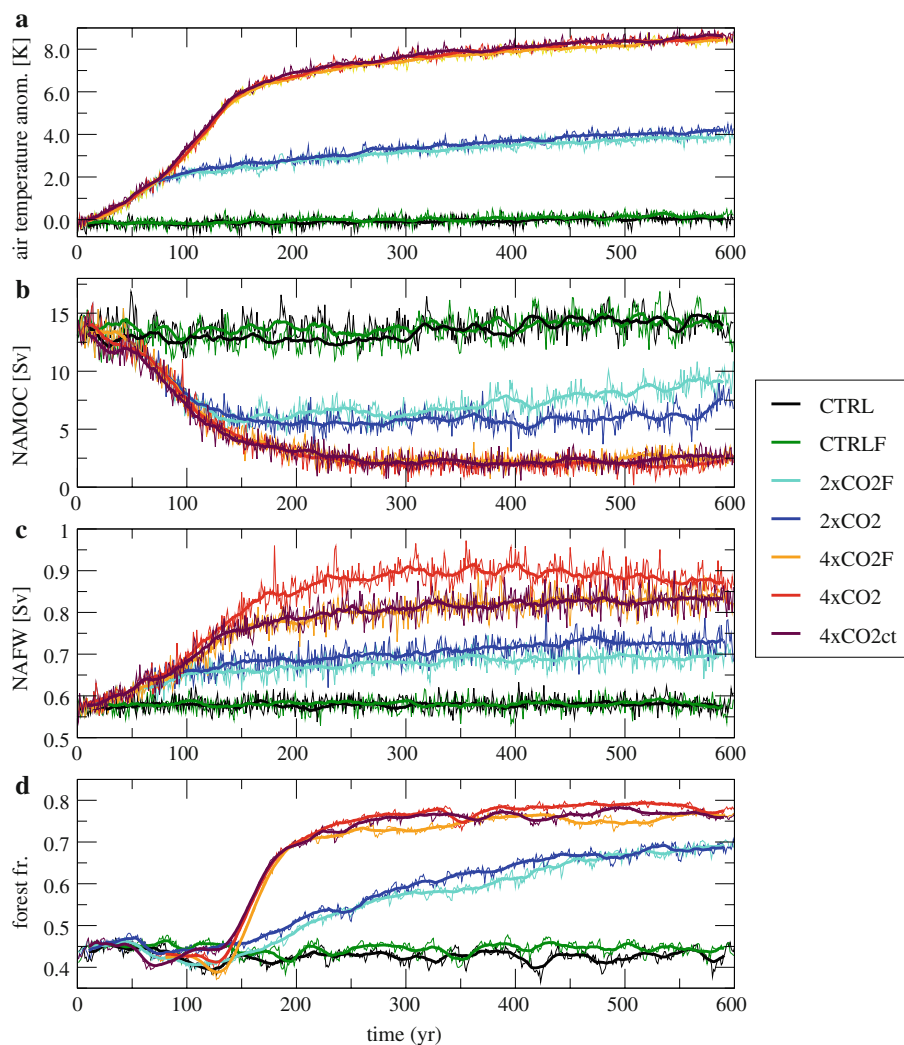 a
air temperature anom. [K]
8.0
6.0
4.0
2.0
0.0
0 100 200 300 400 500 600
b
NAMOC [Sv]
15
10
5
0
0 100 200 300 400 500 600
c
NAFW [Sv]
1
0.9
0.8
0.7
0.6
0.5
0 100 200 300 400 500 600
d
forest fr.
0.8
0.7
0.6
0.5
0.4
0 100 200 300 400 500 600
time (yr)
CTRL
CTRLF
2xCO2F
2xCO2
4xCO2F
4xCO2
4xCO2ct